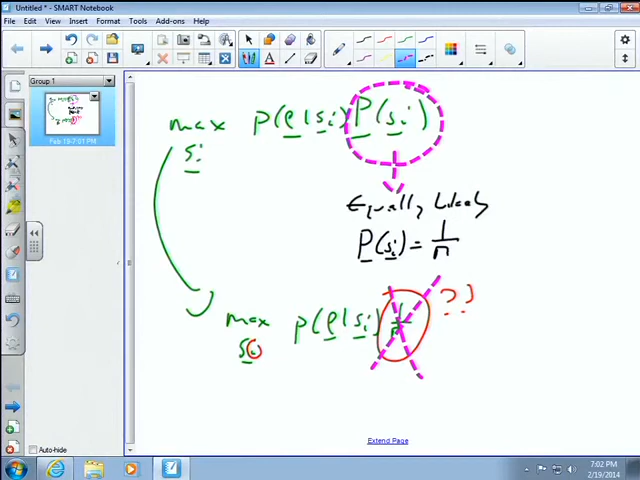 Untitled * - SMART Notebook
File Edit View Insert Format Tools Add-ons Help
Group 1
Feb 19-7:01 PM
max P(ρ|si) P(si)
si
Equally likely
P(si) = 1/n
max P(ρ|si) 1/n ??
si
Extend Page
Auto-hide
7:02 PM
2/19/2014